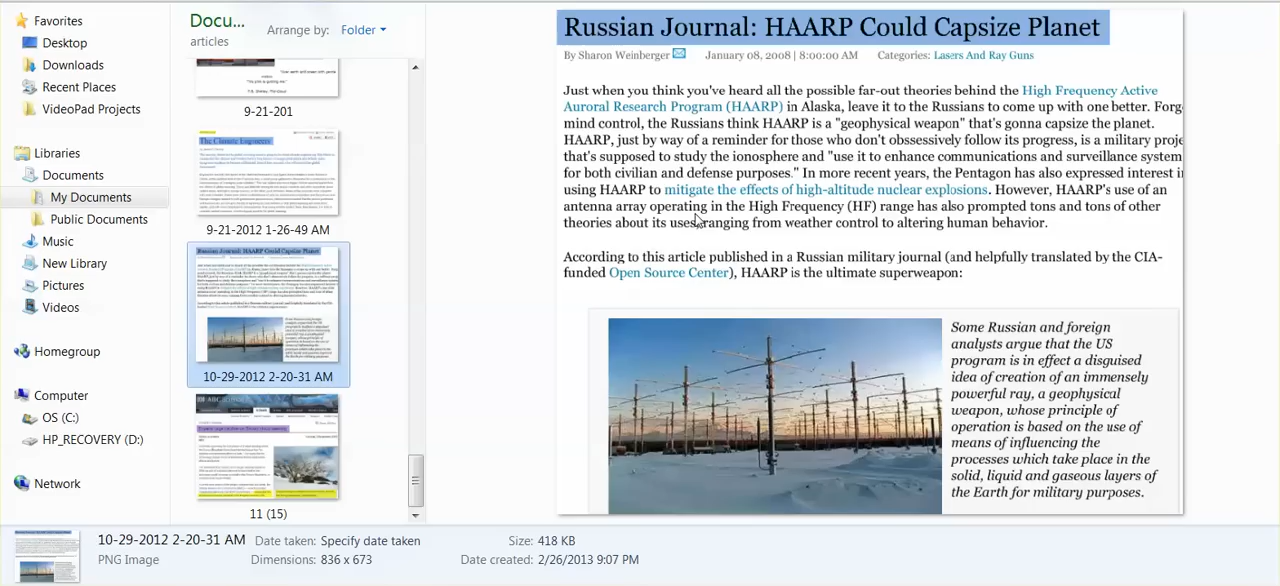 Favorites
Desktop
Downloads
Recent Places
VideoPad Projects
Libraries
Documents
My Documents
Public Documents
Music
New Library
ictures
Videos
Homegroup
Computer
OS (C:)
HP_RECOVERY (D:)
Network
Docu...
articles
Arrange by: Folder
9-21-201
The Climate Engineers
9-21-2012 1-26-49 AM
Russian Journal: HAARP Could Capsize Planet
10-29-2012 2-20-31 AM
11 (15)
Russian Journal: HAARP Could Capsize Planet
By Sharon Weinberger January 08, 2008 | 8:00:00 AM Categories: Lasers And Ray Guns
Just when you think you've heard all the possible far-out theories behind the High Frequency Active
Auroral Research Program (HAARP) in Alaska, leave it to the Russians to come up with one better. Forg
mind control, the Russians think HAARP is a "geophysical weapon" that's gonna capsize the planet.
HAARP, just by way of a reminder for those who don't obsessively follow its progress, is a military proje
that's supposed to study the ionosphere and "use it to enhance communications and surveillance system
for both civilian and defense purposes." In more recent years, the Pentagon has also expressed interest i
using HAARP to mitigate the effects of high-altitude nuclear explosions. However, HAARP's use of an
antenna array operating in the High Frequency (HF) range has also prompted tons and tons of other
theories about its uses, ranging from weather control to altering human behavior.
According to this article published in a Russian military journal (and helpfully translated by the CIA-
funded Open Source Center), HAARP is the ultimate superweapon:
Some Russian and foreign
analysts argue that the US
program is in effect a disguised
idea of creation of an immensely
powerful ray, a geophysical
weapon, whose principle of
operation is based on the use of
means of influencing the
processes which take place in the
solid, liquid and gaseous layers of
the Earth for military purposes.
10-29-2012 2-20-31 AM Date taken: Specify date taken Size: 418 KB
PNG Image Dimensions: 836 x 673 Date created: 2/26/2013 9:07 PM